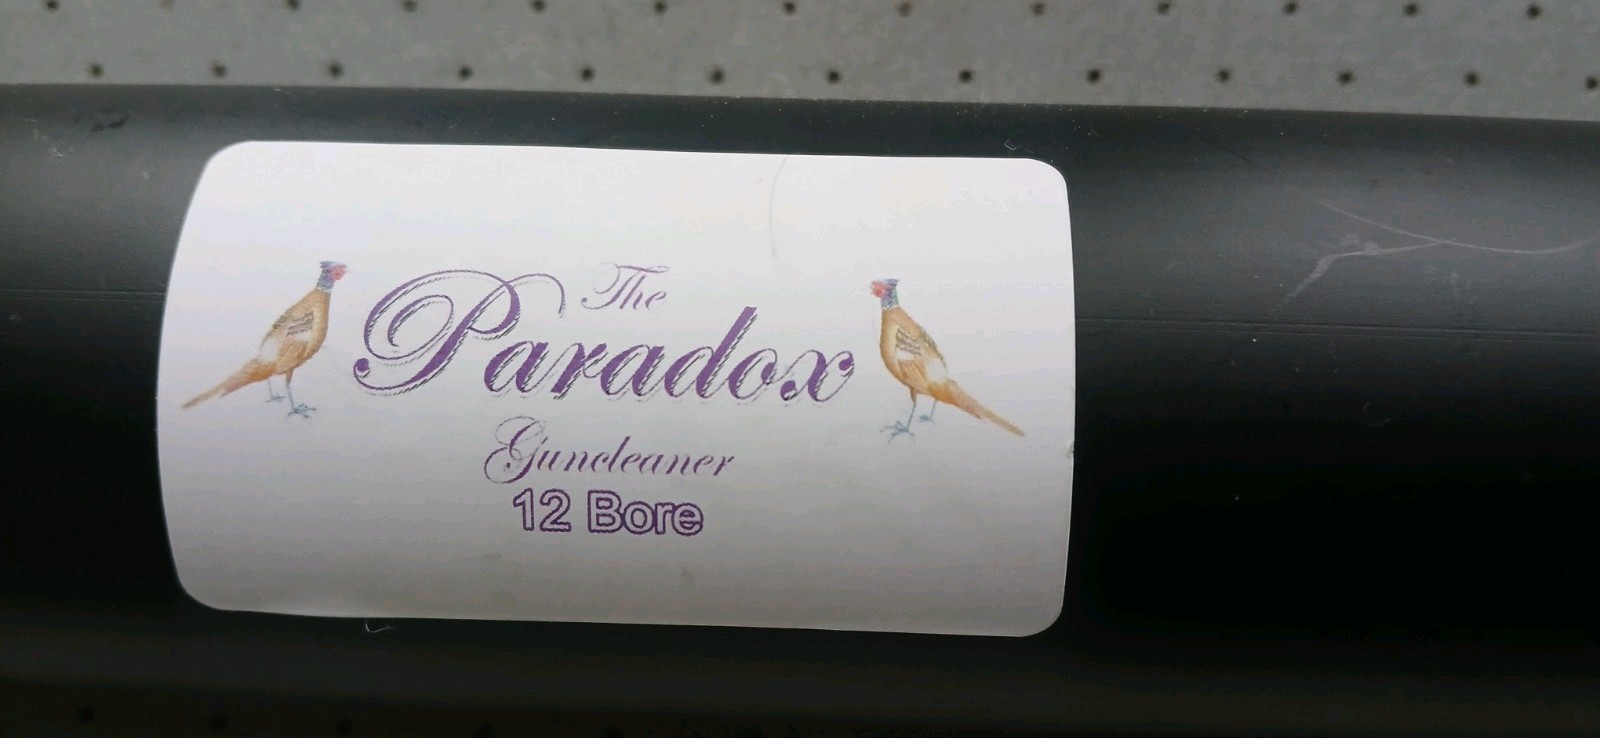 The
Paradox
Guncleaner
12 Bore